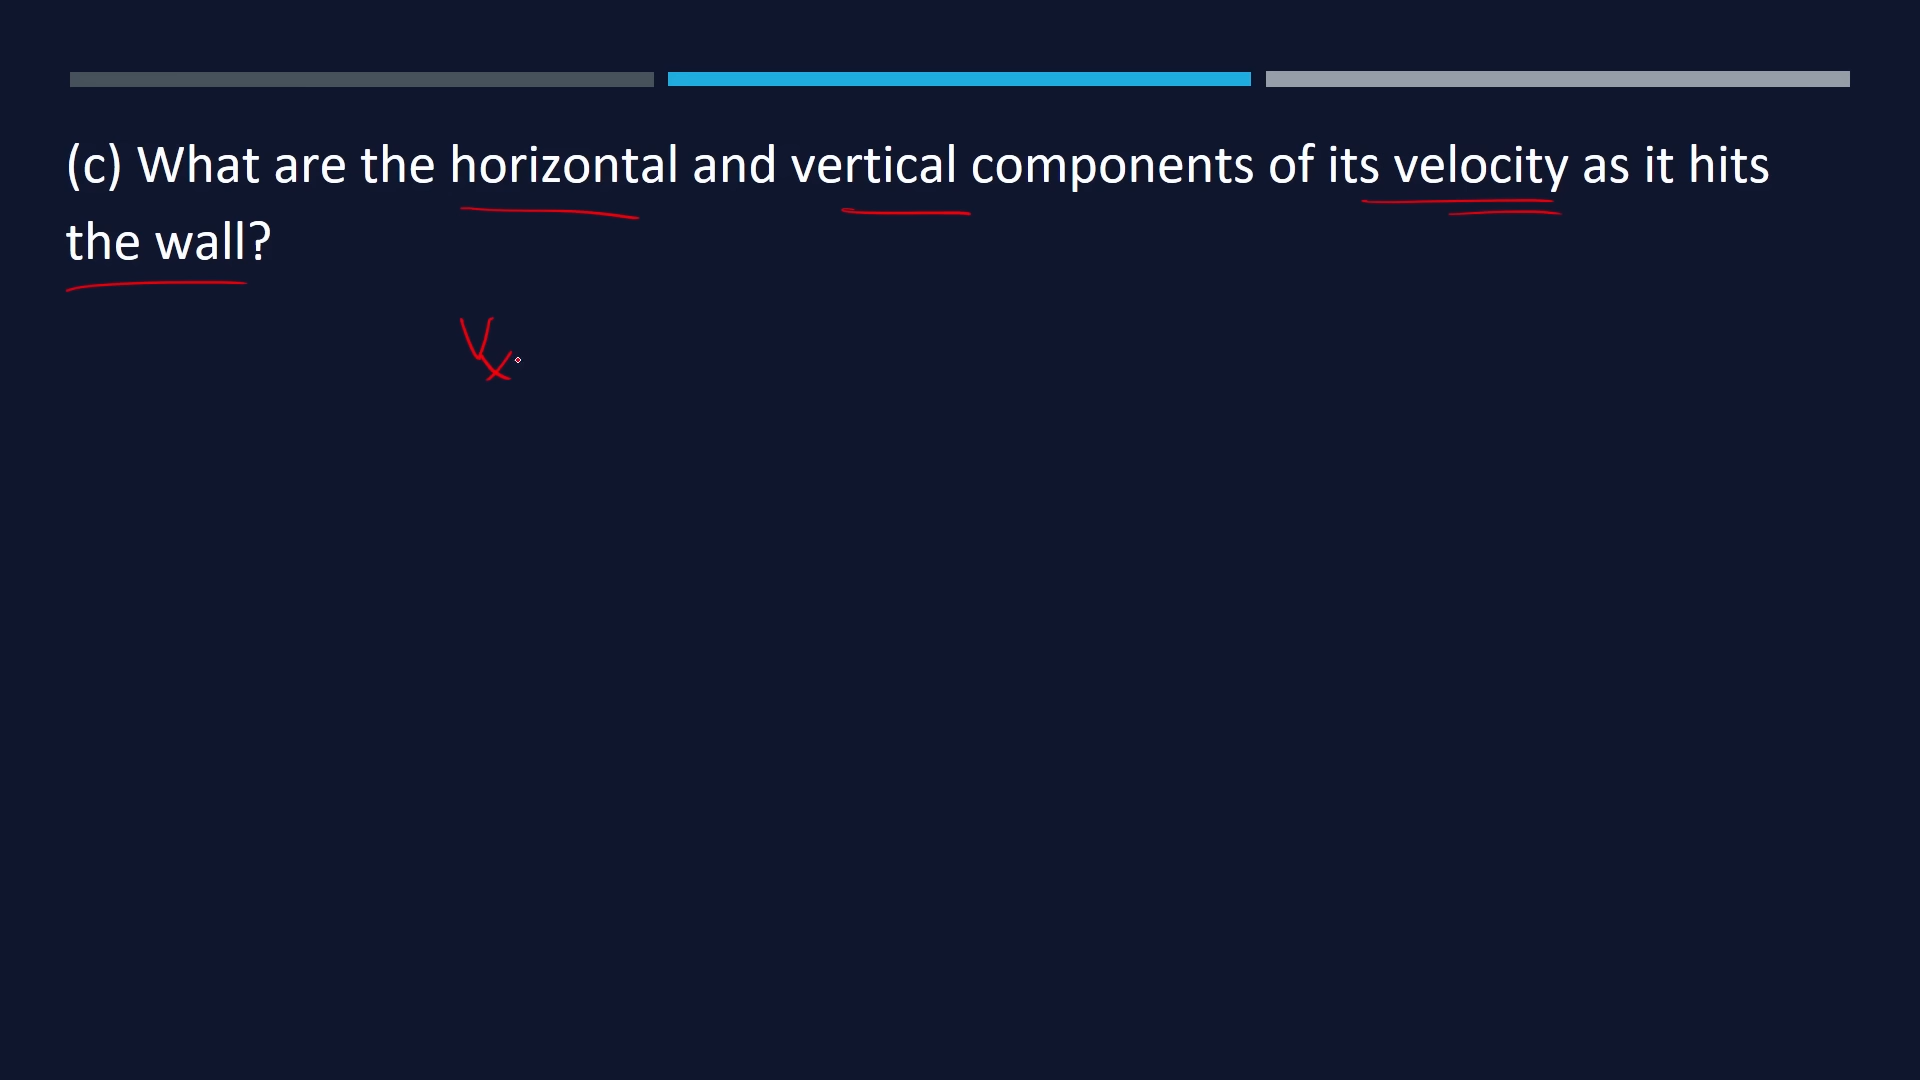 (c) What are the horizontal and vertical components of its velocity as it hits
the wall?
Vx